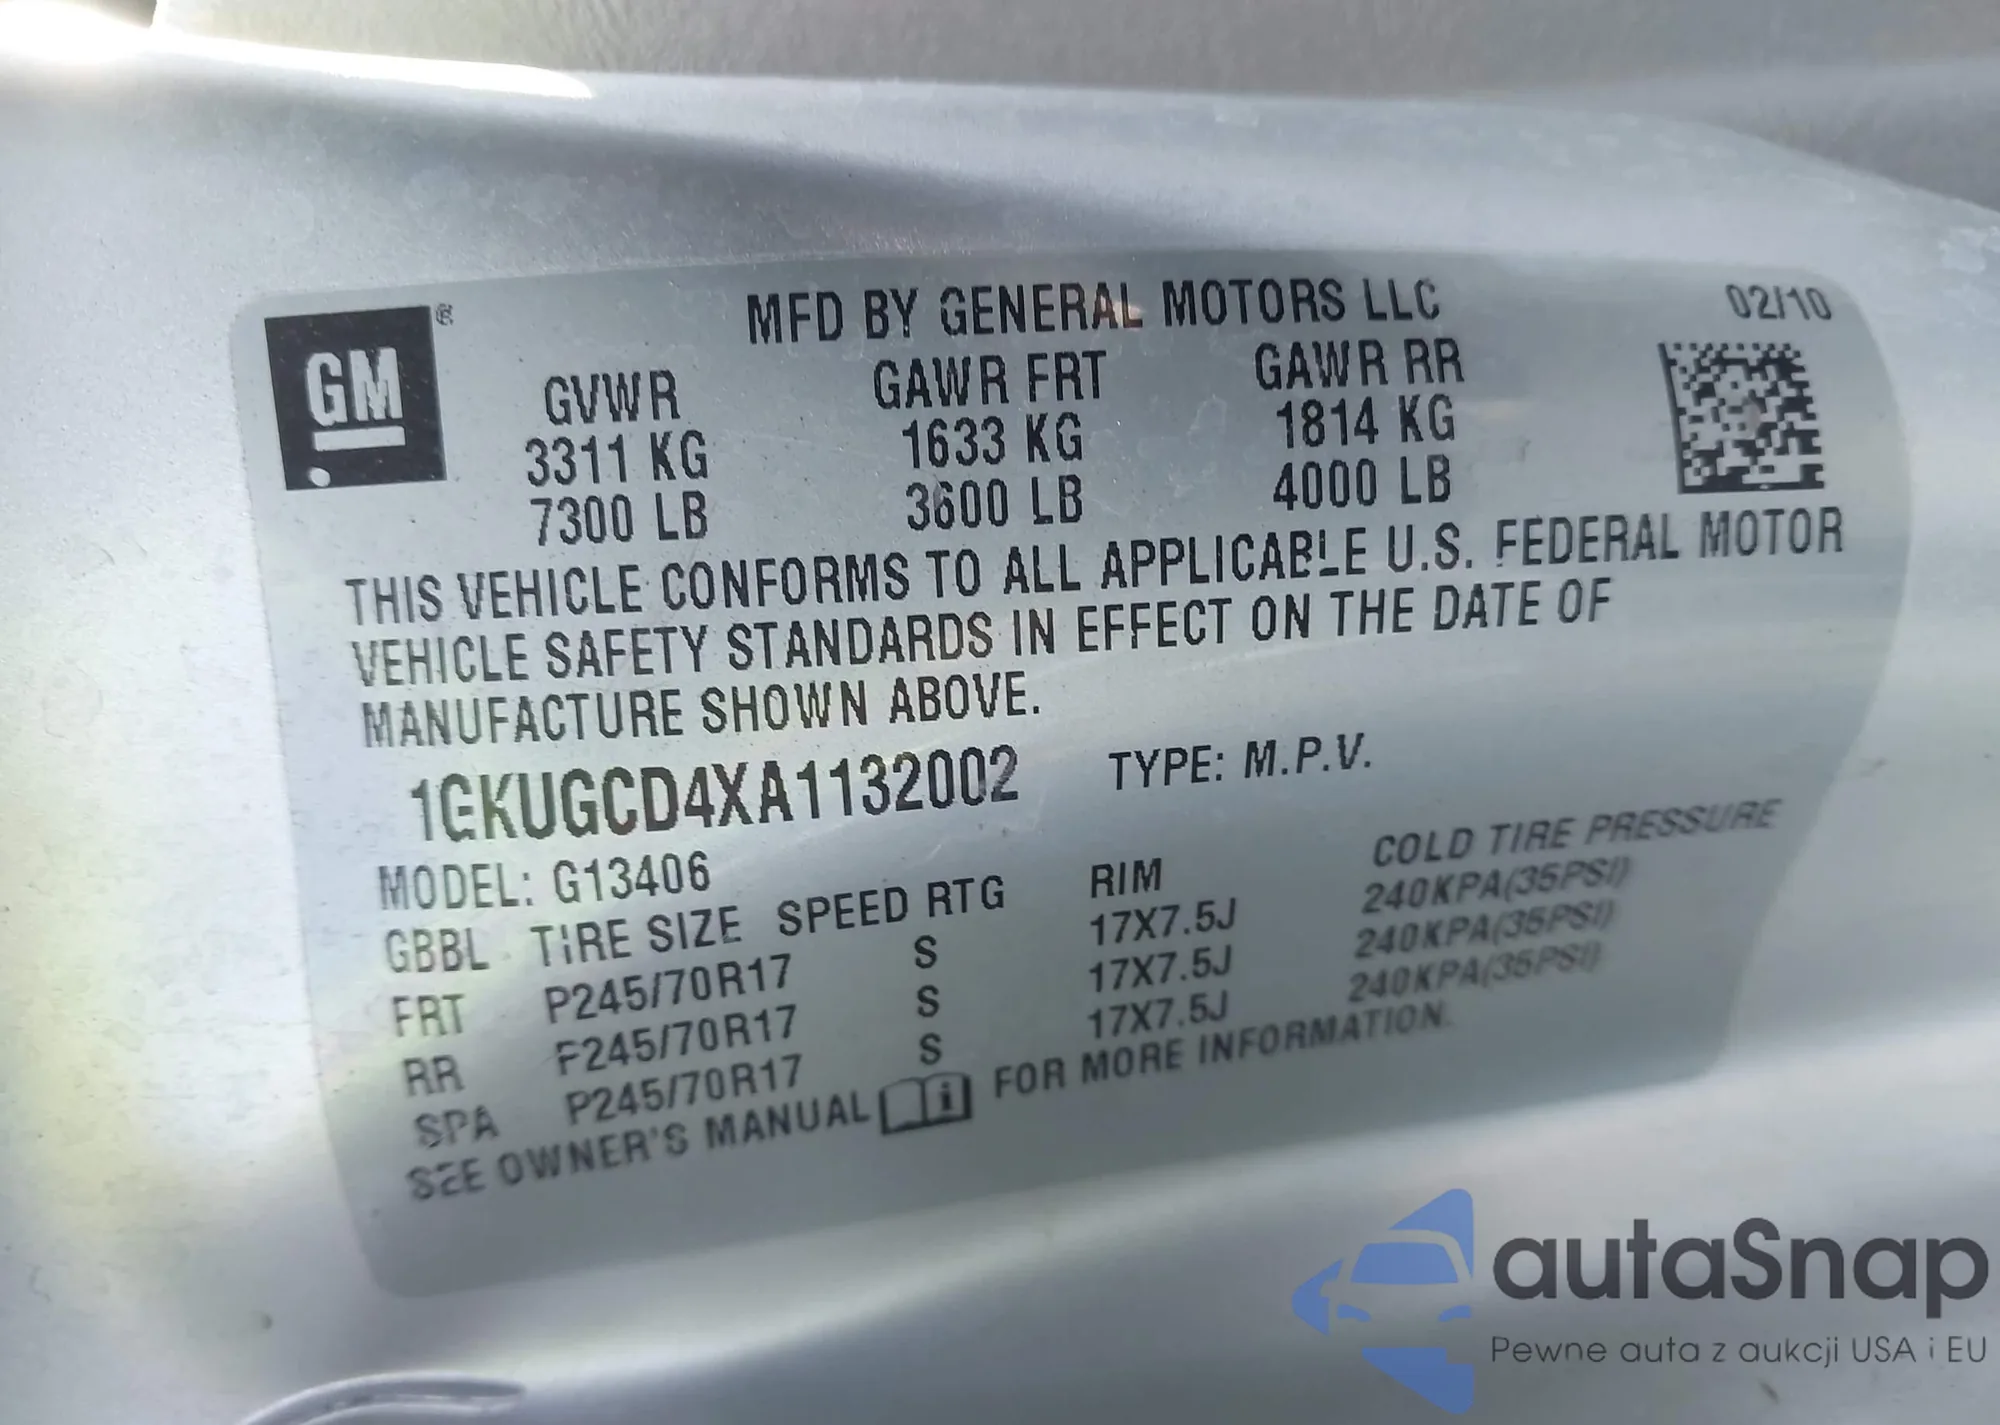 GM ®
MFD BY GENERAL MOTORS LLC 02/10
GVWR GAWR FRT GAWR RR
3311 KG 1633 KG 1814 KG
7300 LB 3600 LB 4000 LB
THIS VEHICLE CONFORMS TO ALL APPLICABLE U.S. FEDERAL MOTOR
VEHICLE SAFETY STANDARDS IN EFFECT ON THE DATE OF
MANUFACTURE SHOWN ABOVE.
1GKUGCD4XA1132002 TYPE: M.P.V.
MODEL: G13406
GBBL TIRE SIZE SPEED RTG RIM COLD TIRE PRESSURE
FRT P245/70R17 S 17X7.5J 240KPA(35PSI)
RR P245/70R17 S 17X7.5J 240KPA(35PSI)
SPA P245/70R17 S 17X7.5J 240KPA(35PSI)
SEE OWNER'S MANUAL i FOR MORE INFORMATION.
autaSnap
Pewne auta z aukcji USA i EU